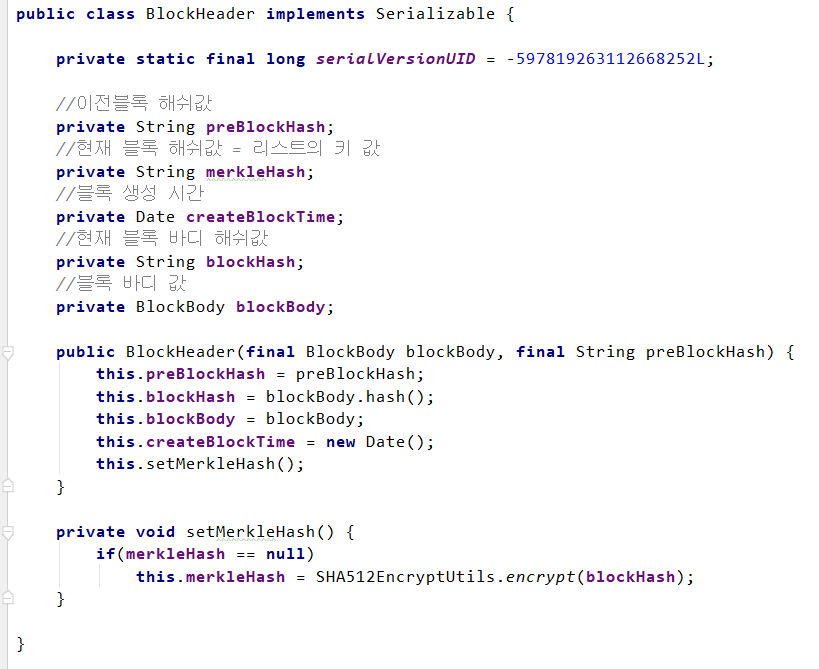 public class BlockHeader implements Serializable {
    private static final long serialVersionUID = -597819263112668252L;
    //이전블록 해쉬값
    private String preBlockHash;
    //현재 블록 해쉬값 = 리스트의 키 값
    private String merkleHash;
    //블록 생성 시간
    private Date createBlockTime;
    //현재 블록 바디 해쉬값
    private String blockHash;
    //블록 바디 값
    private BlockBody blockBody;
    public BlockHeader(final BlockBody blockBody, final String preBlockHash) {
        this.preBlockHash = preBlockHash;
        this.blockHash = blockBody.hash();
        this.blockBody = blockBody;
        this.createBlockTime = new Date();
        this.setMerkleHash();
    }
    private void setMerkleHash() {
        if(merkleHash == null)
            this.merkleHash = SHA512EncryptUtils.encrypt(blockHash);
    }
}